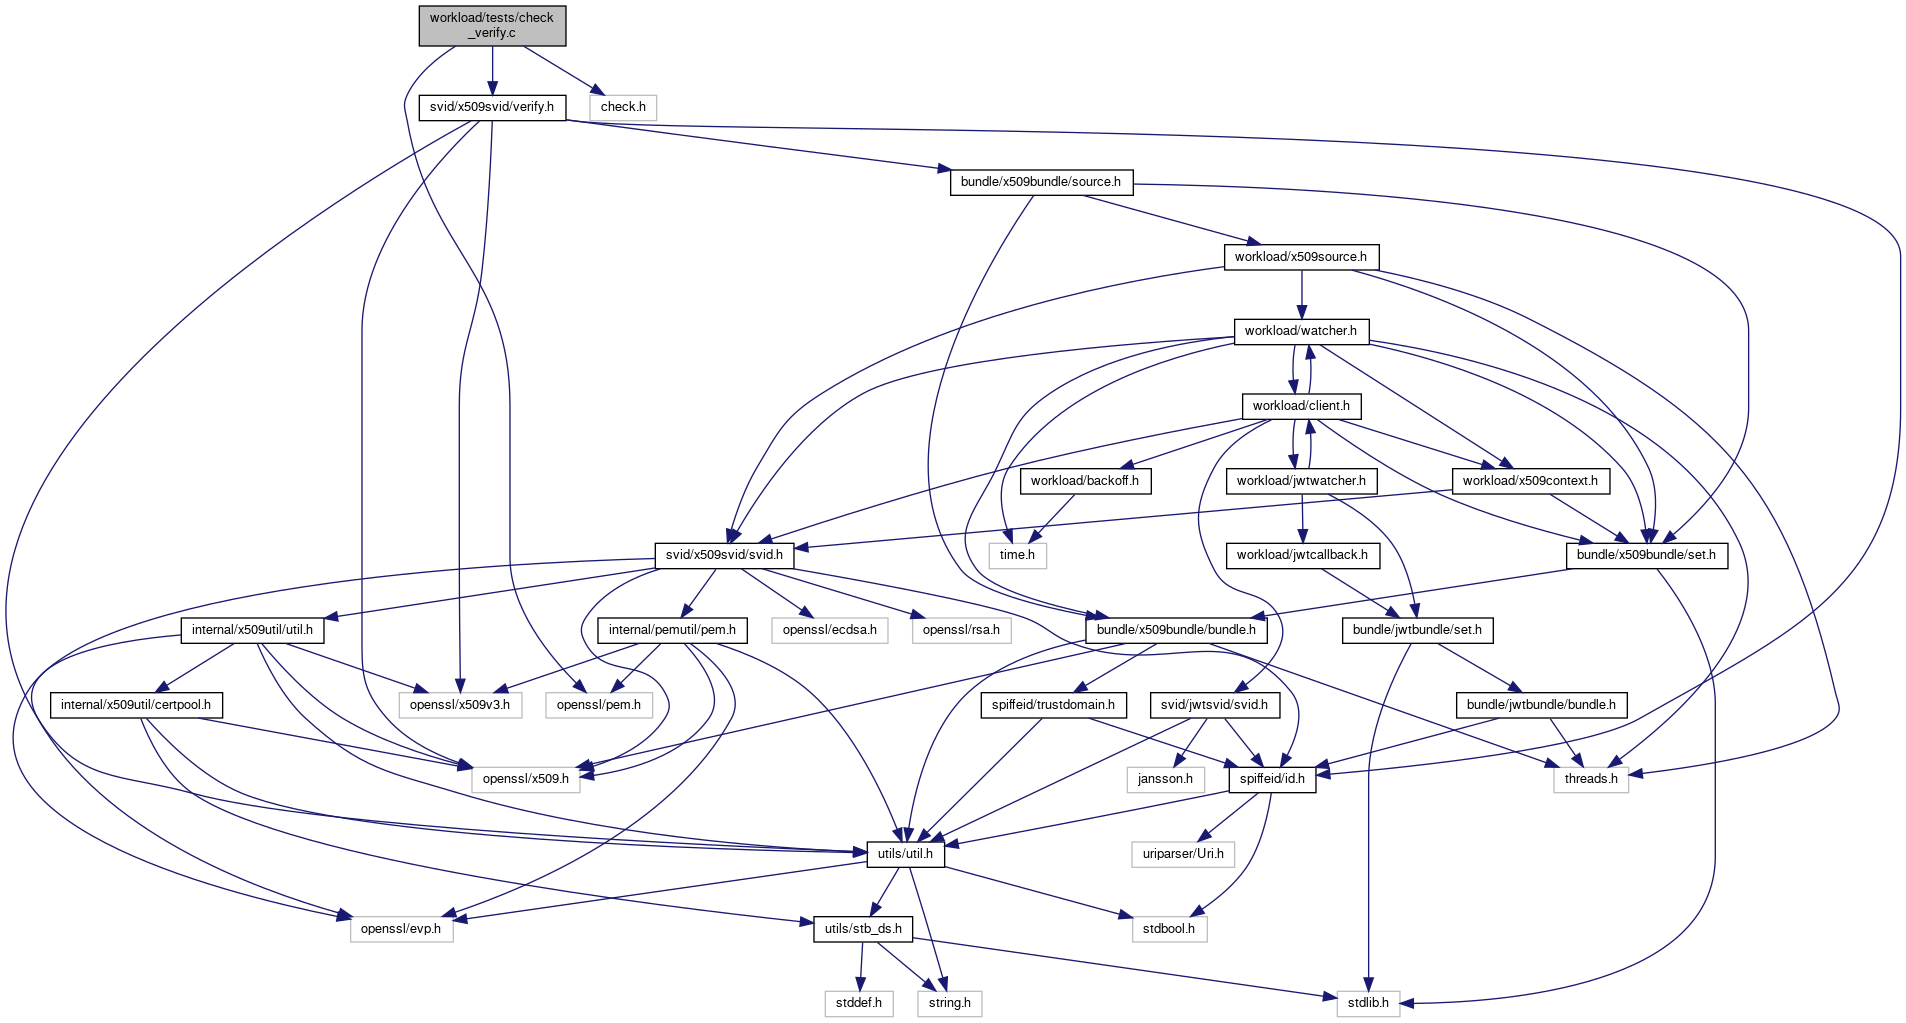 workload/tests/check
_verify.c
svid/x509svid/verify.h
check.h
bundle/x509bundle/source.h
workload/x509source.h
workload/watcher.h
workload/client.h
workload/backoff.h
workload/jwtwatcher.h
workload/x509context.h
svid/x509svid/svid.h
time.h
workload/jwtcallback.h
bundle/x509bundle/set.h
internal/x509util/util.h
internal/pemutil/pem.h
openssl/ecdsa.h
openssl/rsa.h
bundle/x509bundle/bundle.h
bundle/jwtbundle/set.h
internal/x509util/certpool.h
openssl/x509v3.h
openssl/pem.h
spiffeid/trustdomain.h
svid/jwtsvid/svid.h
bundle/jwtbundle/bundle.h
openssl/x509.h
jansson.h
spiffeid/id.h
threads.h
utils/util.h
uriparser/Uri.h
openssl/evp.h
utils/stb_ds.h
stdbool.h
stddef.h
string.h
stdlib.h